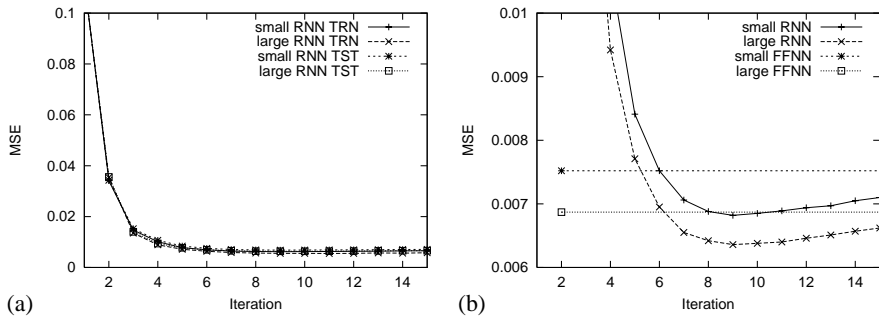 0.1
0.08
0.06
0.04
0.02
0
MSE
2 4 6 8 10 12 14
Iteration
small RNN TRN
large RNN TRN
small RNN TST
large RNN TST
(a)
0.01
0.009
0.008
0.007
0.006
MSE
2 4 6 8 10 12 14
Iteration
small RNN
large RNN
small FFNN
large FFNN
(b)